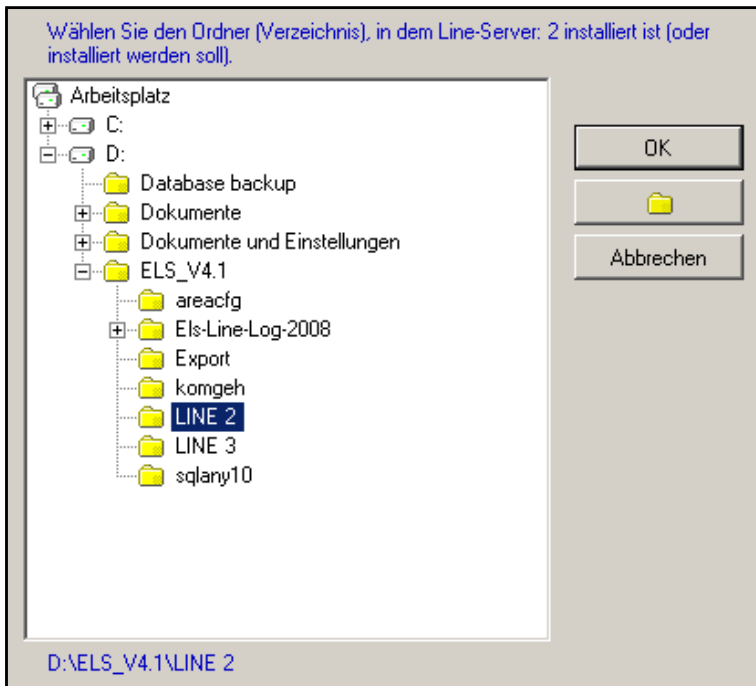 Wählen Sie den Ordner (Verzeichnis), in dem Line-Server: 2 installiert ist (oder
installiert werden soll).
Arbeitsplatz
C:
D:
Database backup
Dokumente
Dokumente und Einstellungen
ELS_V4.1
areacfg
Els-Line-Log-2008
Export
komgeh
LINE 2
LINE 3
sqlany10
OK
Abbrechen
D:\ELS_V4.1\LINE 2